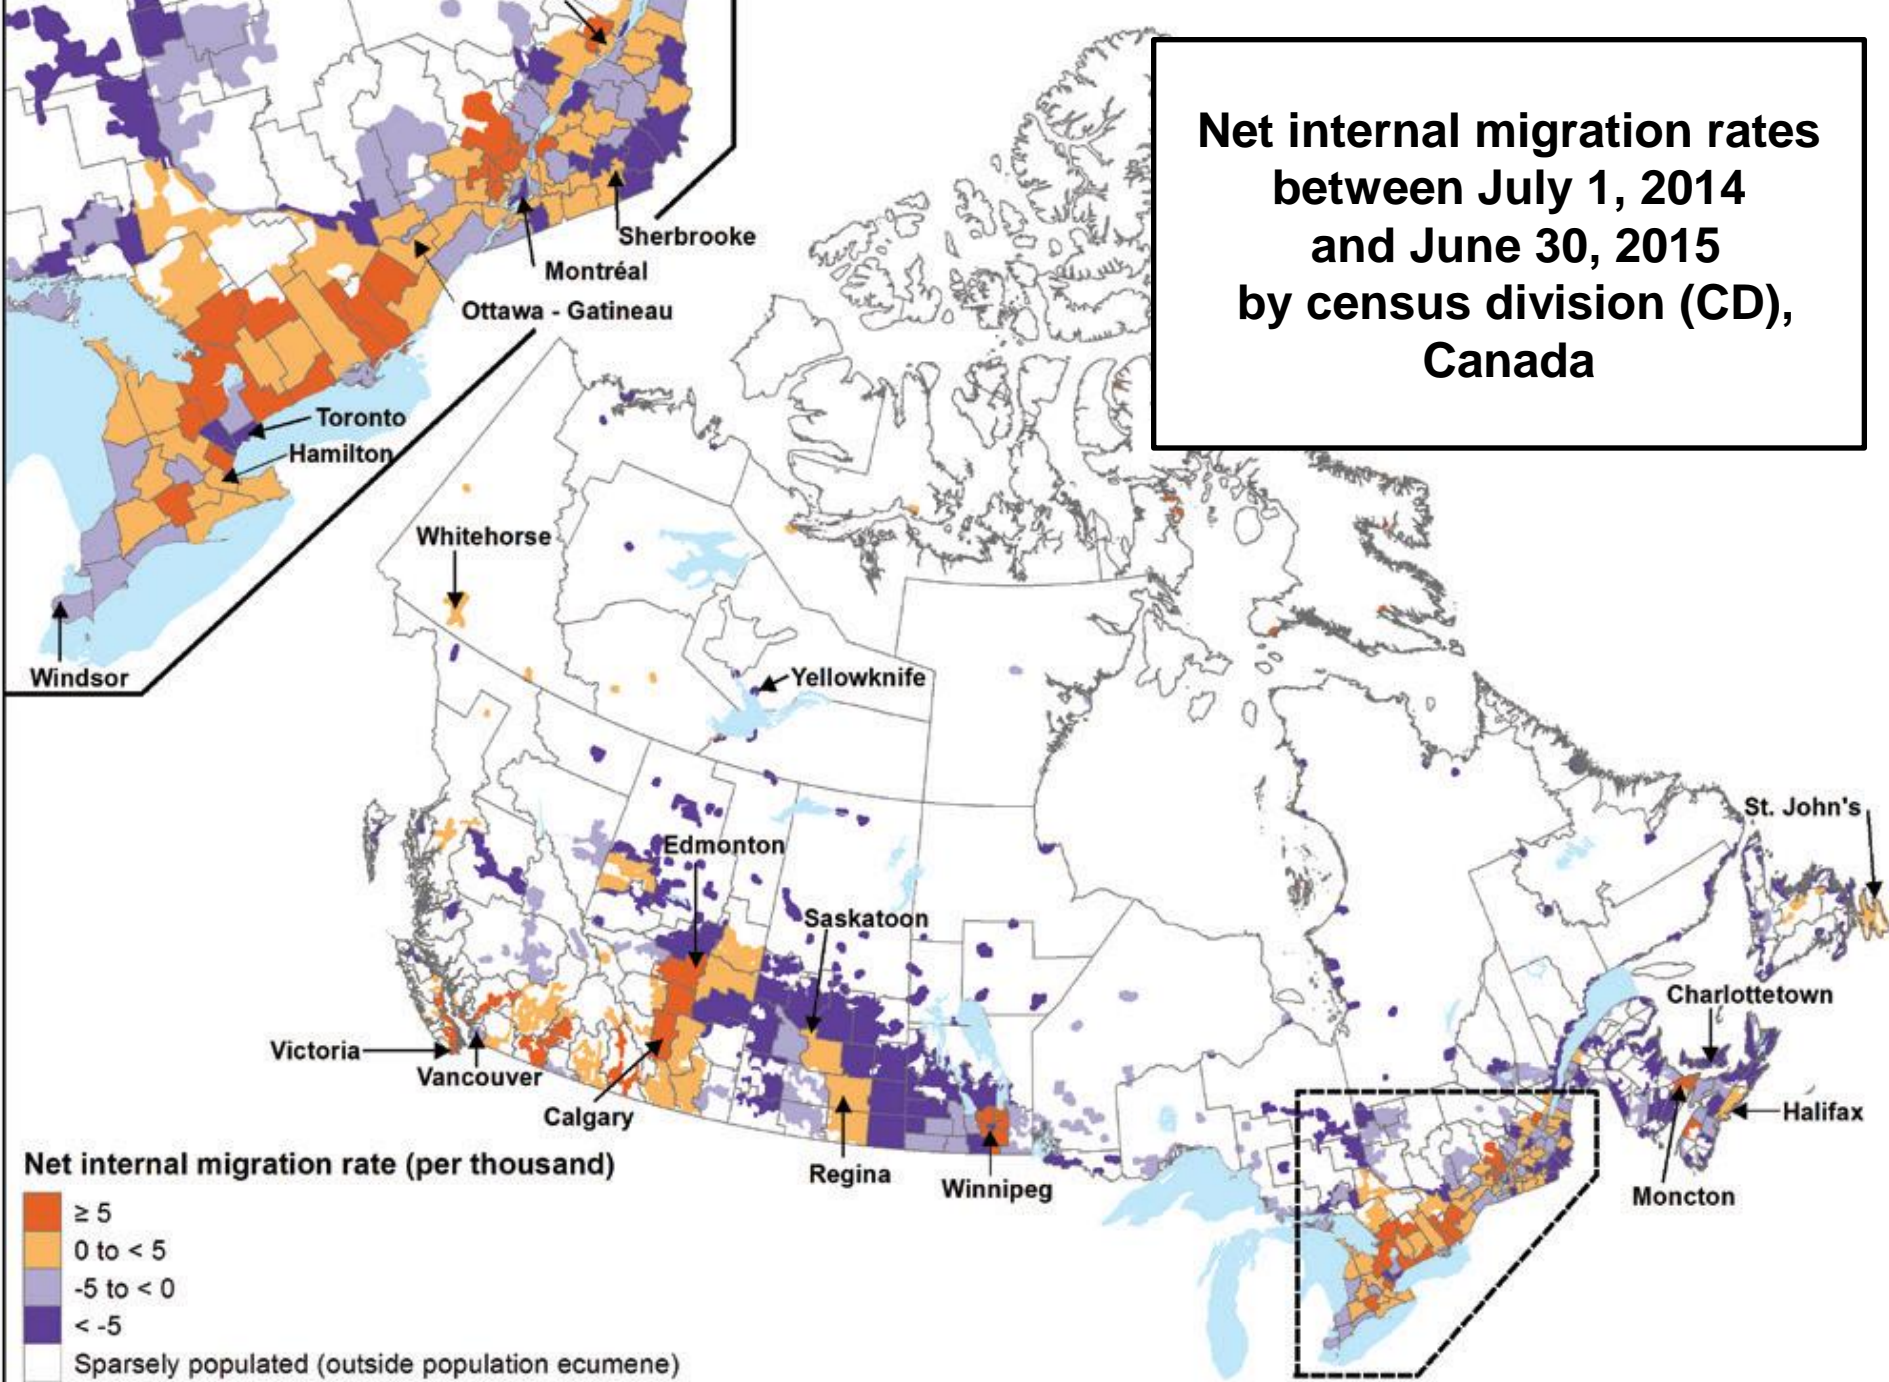 Net internal migration rates
between July 1, 2014
and June 30, 2015
by census division (CD),
Canada
Sherbrooke
Montréal
Ottawa - Gatineau
Toronto
Hamilton
Windsor
Whitehorse
Yellowknife
Edmonton
Saskatoon
St. John's
Charlottetown
Victoria
Vancouver
Calgary
Regina
Winnipeg
Halifax
Moncton
Net internal migration rate (per thousand)
≥ 5
0 to < 5
-5 to < 0
< -5
Sparsely populated (outside population ecumene)